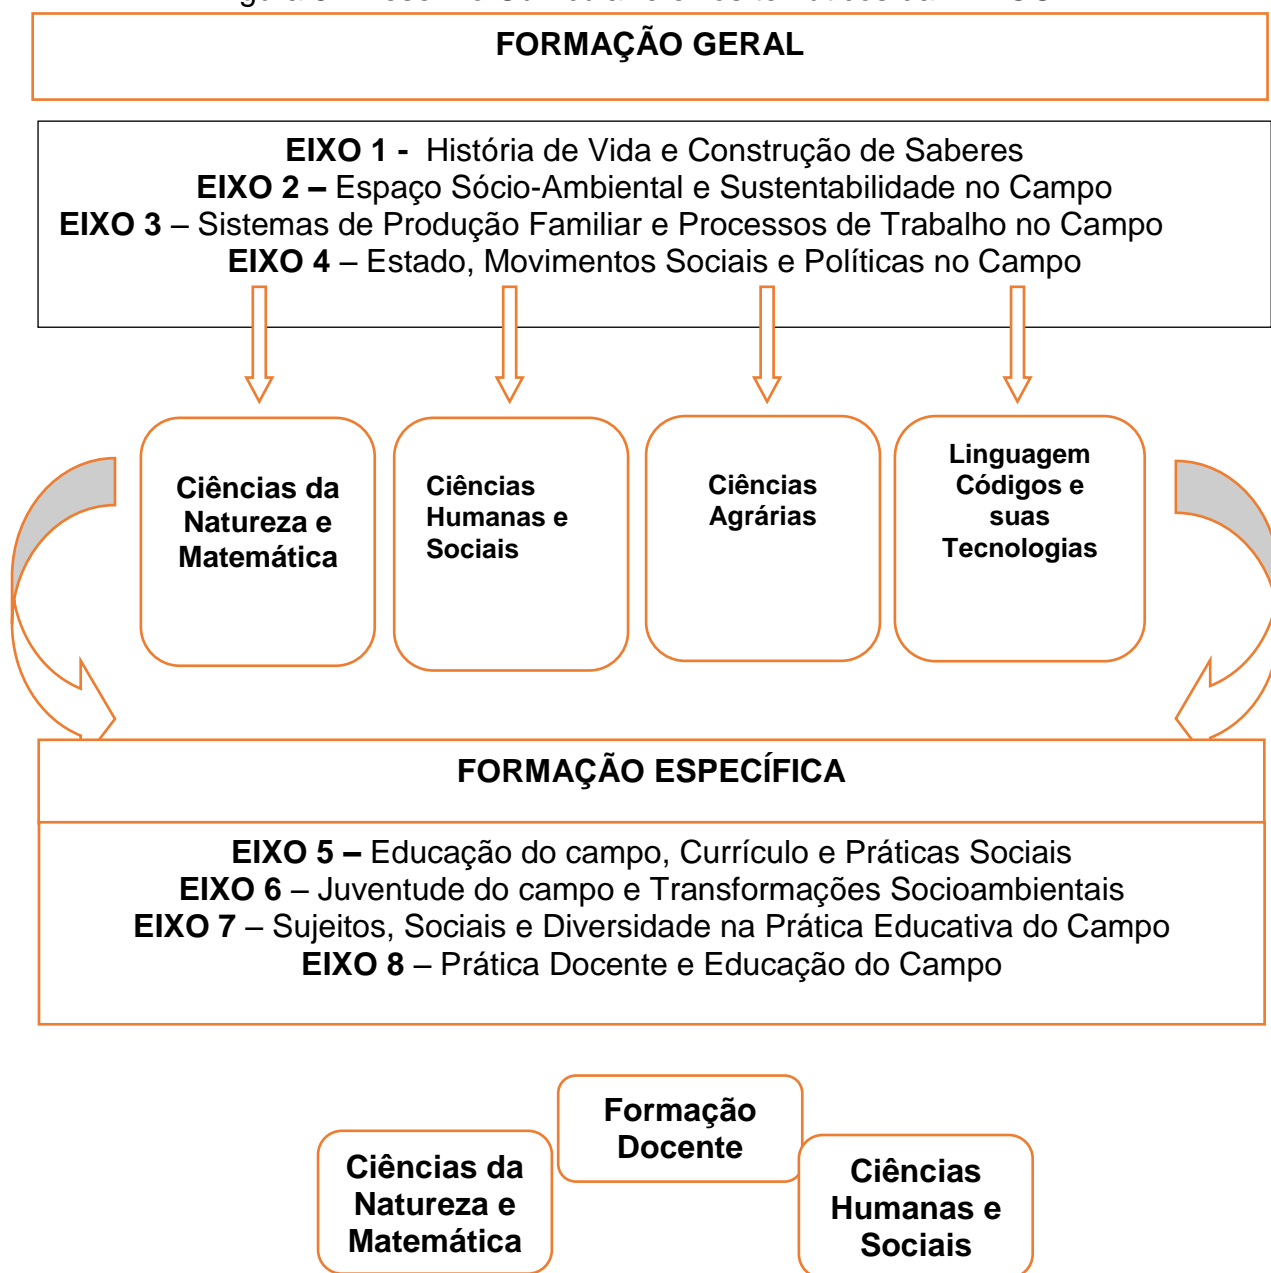 FORMAÇÃO GERAL
EIXO 1 - História de Vida e Construção de Saberes
EIXO 2 – Espaço Sócio-Ambiental e Sustentabilidade no Campo
EIXO 3 – Sistemas de Produção Familiar e Processos de Trabalho no Campo
EIXO 4 – Estado, Movimentos Sociais e Políticas no Campo
Ciências da
Natureza e
Matemática
Ciências
Humanas e
Sociais
Ciências
Agrárias
Linguagem
Códigos e
suas
Tecnologias
FORMAÇÃO ESPECÍFICA
EIXO 5 – Educação do campo, Currículo e Práticas Sociais
EIXO 6 – Juventude do campo e Transformações Socioambientais
EIXO 7 – Sujeitos, Sociais e Diversidade na Prática Educativa do Campo
EIXO 8 – Prática Docente e Educação do Campo
Formação
Docente
Ciências da
Natureza e
Matemática
Ciências
Humanas e
Sociais